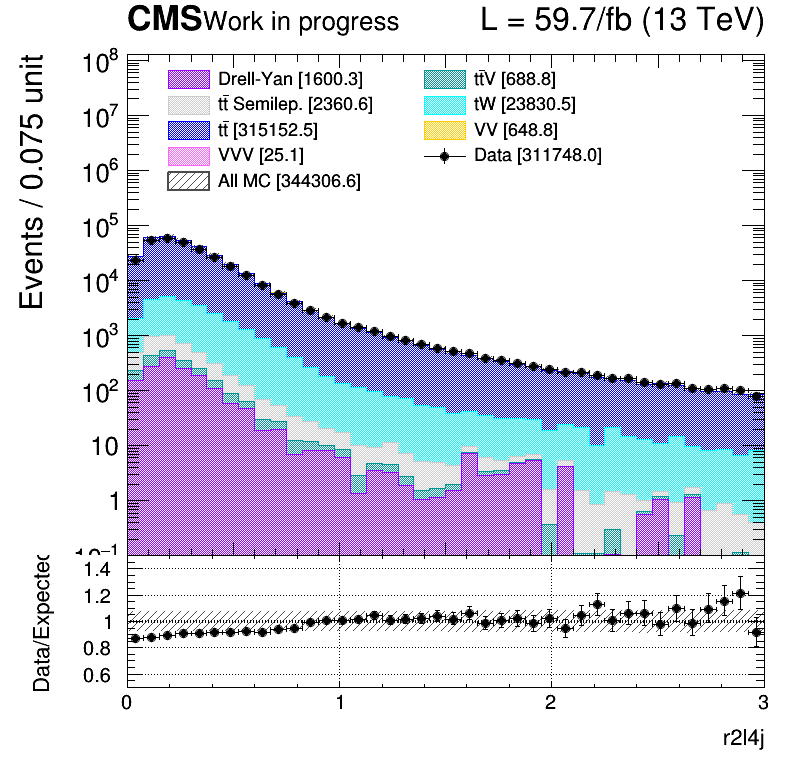 CMS Work in progress L = 59.7/fb (13 TeV)
Events / 0.075 unit
10⁸
10⁷
10⁶
10⁵
10⁴
10³
10²
10
1
10⁻¹
Drell-Yan [1600.3]
tt̄ Semilep. [2360.6]
tt̄ [315152.5]
VVV [25.1]
All MC [344306.6]
tt̄V [688.8]
tW [23830.5]
VV [648.8]
Data [311748.0]
Data/Expected
1.4
1.2
1
0.8
0.6
0 1 2 3
r2l4j